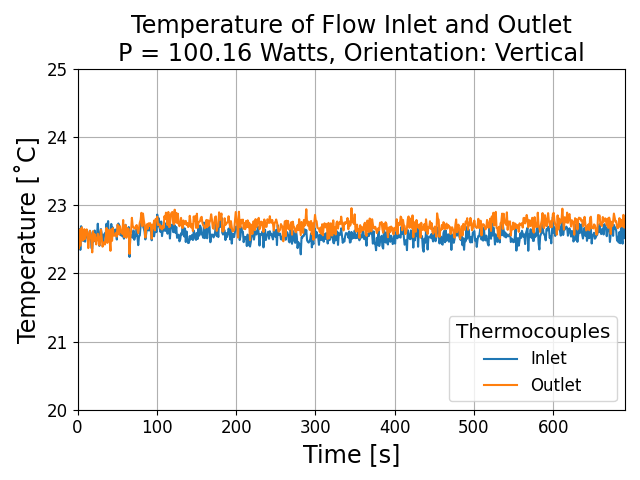 Temperature of Flow Inlet and Outlet
P = 100.16 Watts, Orientation: Vertical
Temperature [˚C]
25
24
23
22
21
20
Thermocouples
Inlet
Outlet
0 100 200 300 400 500 600
Time [s]